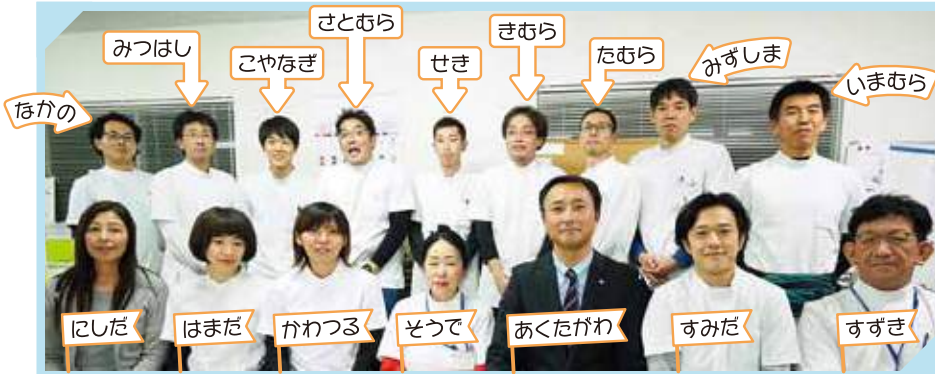 なかの
みつはし
こやなぎ
さとむら
せき
きむら
たむら
みずしま
いまむら
にしだ
はまだ
かわつる
そうで
あくたがわ
すみだ
すずき